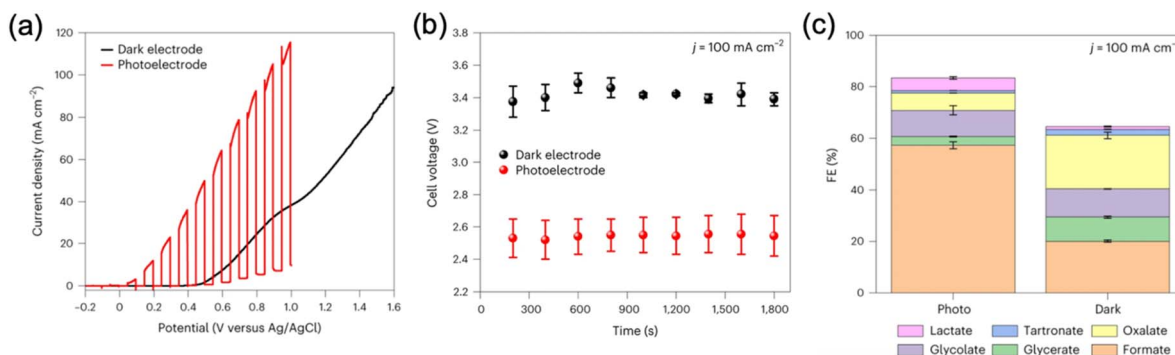 (a)
120
100
80
60
40
20
0
Current density (mA cm⁻²)
Dark electrode
Photoelectrode
-0.2 0 0.2 0.4 0.6 0.8 1.0 1.2 1.4 1.6
Potential (V versus Ag/AgCl)
(b)
3.8
3.6
3.4
3.2
3.0
2.8
2.6
2.4
2.2
Cell voltage (V)
j = 100 mA cm⁻²
Dark electrode
Photoelectrode
300 600 900 1,200 1,500 1,800
Time (s)
(c)
100
80
60
40
20
0
FE (%)
j = 100 mA cm⁻
Photo Dark
Lactate Tartronate Oxalate
Glycolate Glycerate Formate